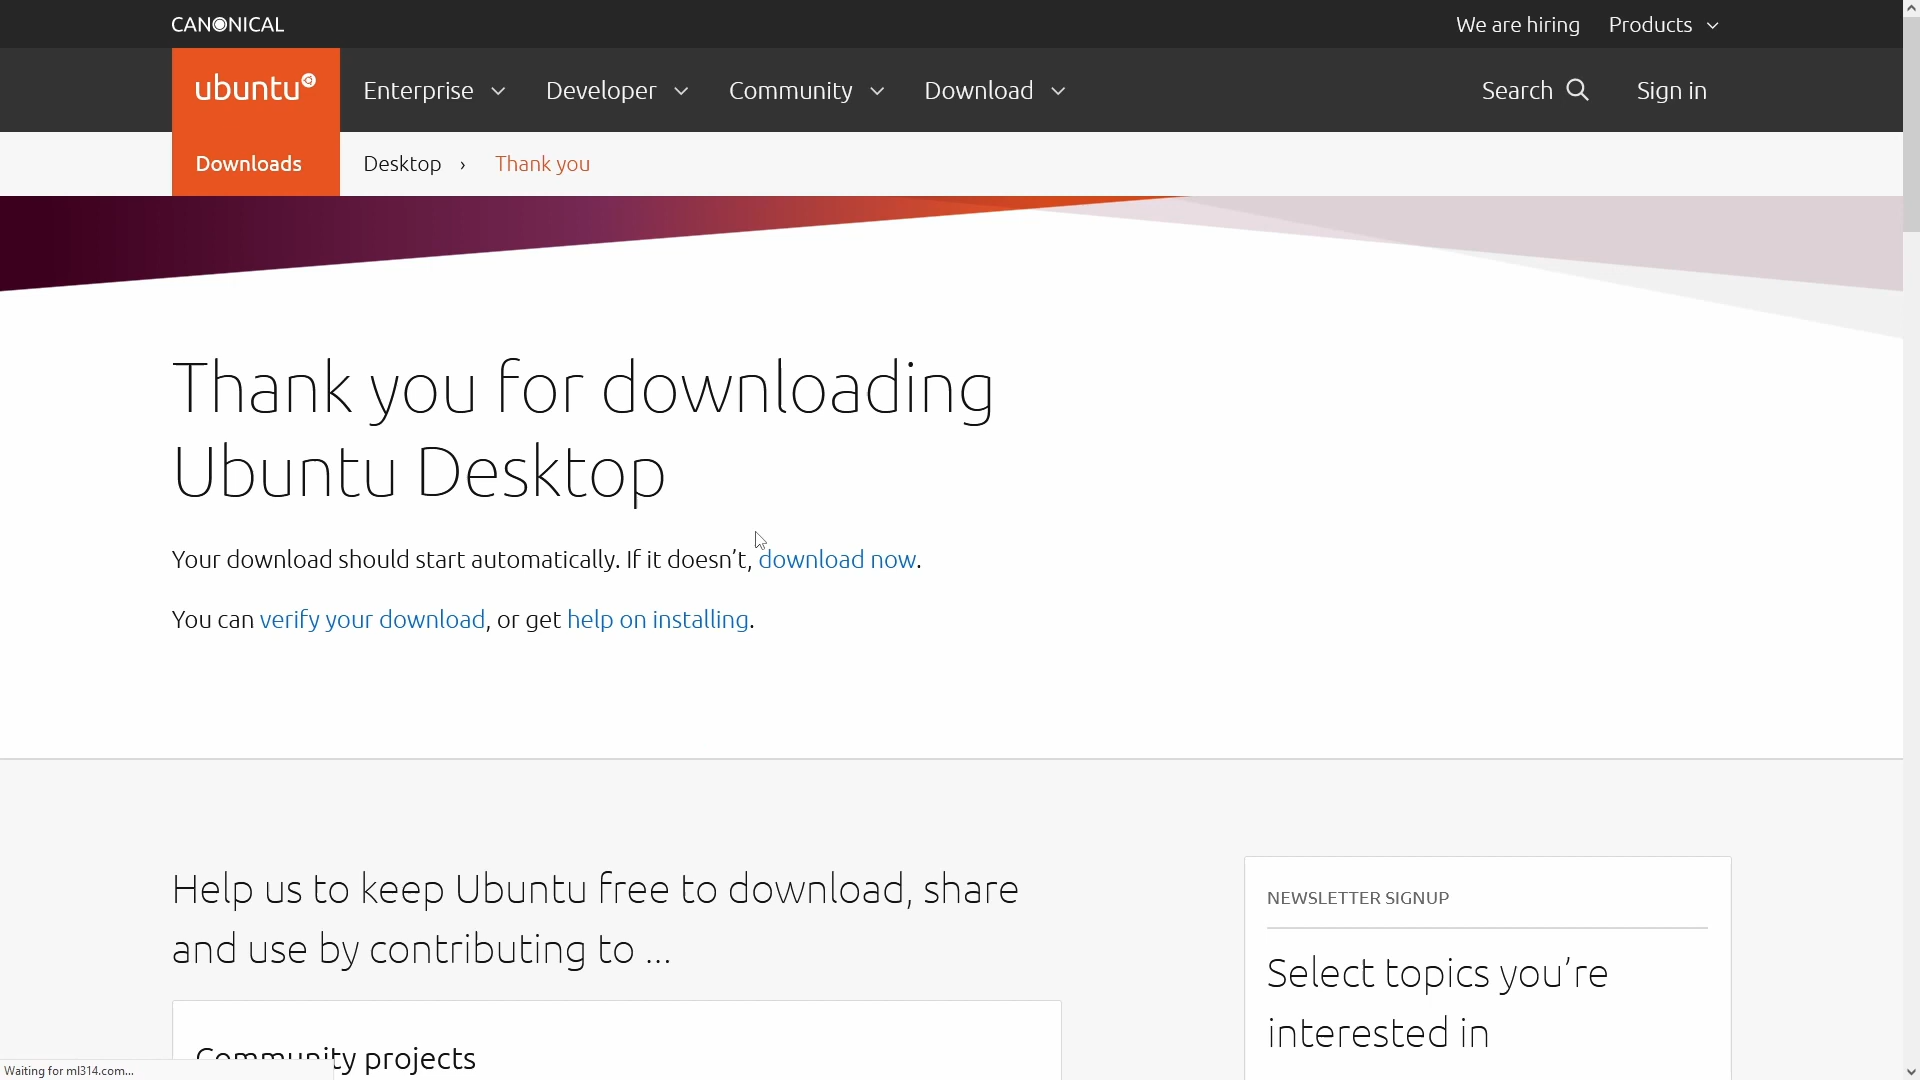 CANONICAL
We are hiring
Products
ubuntu
Enterprise
Developer
Community
Download
Search
Sign in
Downloads
Desktop
›
Thank you
Thank you for downloading
Ubuntu Desktop
Your download should start automatically. If it doesn’t, download now.
You can verify your download, or get help on installing.
Help us to keep Ubuntu free to download, share
and use by contributing to ...
Community projects
NEWSLETTER SIGNUP
Select topics you’re
interested in
Waiting for ml314.com...